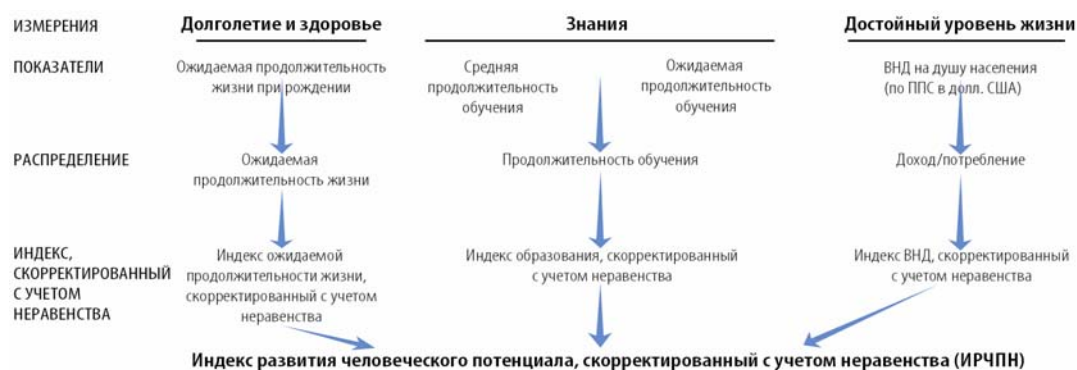 ИЗМЕРЕНИЯ
Долголетие и здоровье
Знания
Достойный уровень жизни
ПОКАЗАТЕЛИ
Ожидаемая продолжительность
жизни при рождении
Средняя
продолжительность
обучения
Ожидаемая
продолжительность
обучения
ВНД на душу населения
(по ППС в долл. США)
РАСПРЕДЕЛЕНИЕ
Ожидаемая
продолжительность жизни
Продолжительность обучения
Доход/потребление
ИНДЕКС,
СКОРРЕКТИРОВАННЫЙ
С УЧЕТОМ
НЕРАВЕНСТВА
Индекс ожидаемой
продолжительности жизни,
скорректированный с учетом
неравенства
Индекс образования, скорректированный
с учетом неравенства
Индекс ВНД, скорректированный
с учетом неравенства
Индекс развития человеческого потенциала, скорректированный с учетом неравенства (ИРЧПН)